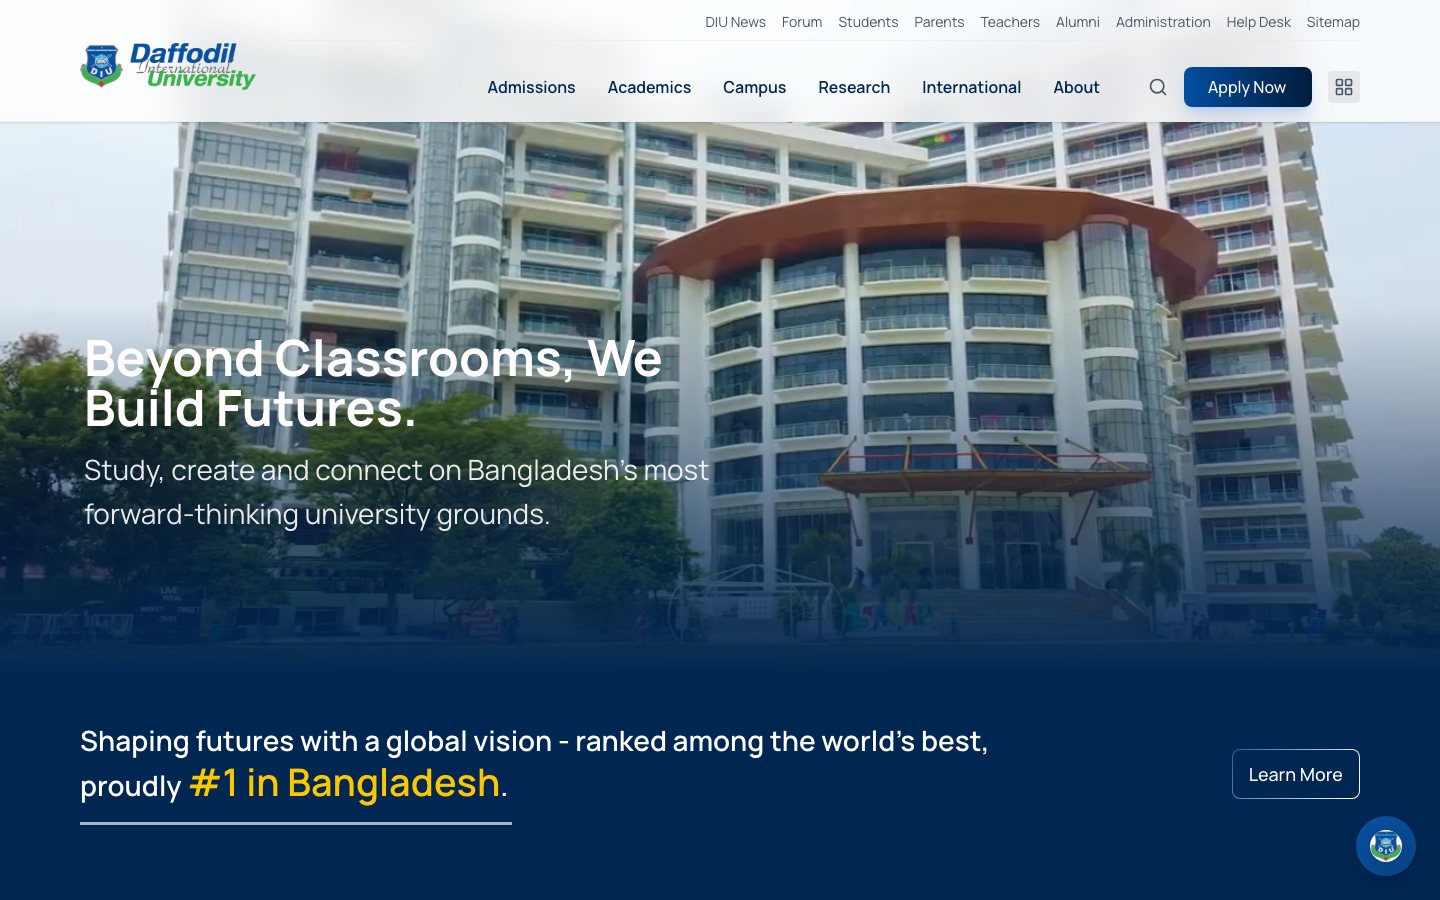 DIU News Forum Students Parents Teachers Alumni Administration Help Desk Sitemap
DIU
Daffodil
International
University
Admissions Academics Campus Research International About
Apply Now
Beyond Classrooms, We
Build Futures.
Study, create and connect on Bangladesh's most
forward-thinking university grounds.
Shaping futures with a global vision - ranked among the world's best,
proudly #1 in Bangladesh.
Learn More
DIU